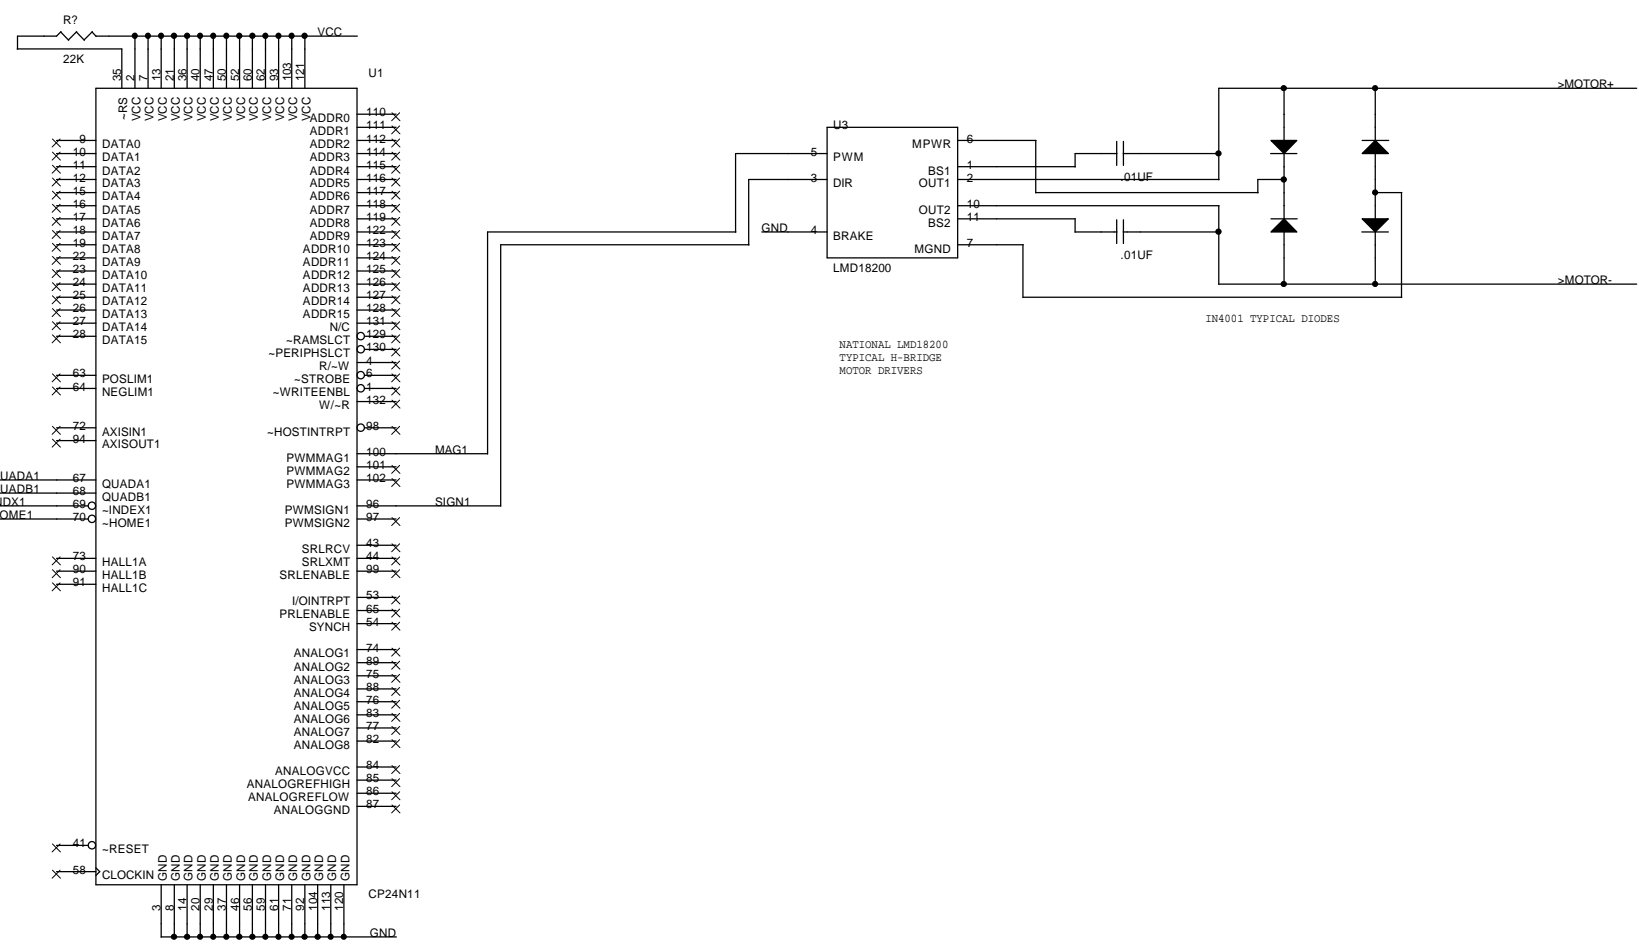 R?
22K
VCC
35 2 7 13 21 36 40 47 50 52 60 62 93 103 121
U1
~RS VCC VCC VCC VCC VCC VCC VCC VCC VCC VCC VCC VCC VCC VCC
9 DATA0
10 DATA1
11 DATA2
12 DATA3
15 DATA4
16 DATA5
17 DATA6
18 DATA7
19 DATA8
22 DATA9
23 DATA10
24 DATA11
25 DATA12
26 DATA13
27 DATA14
28 DATA15
63 POSLIM1
64 NEGLIM1
72 AXISIN1
94 AXISOUT1
UADA1 67 QUADA1
UADB1 68 QUADB1
NDX1 69 ~INDEX1
OME1 70 ~HOME1
73 HALL1A
90 HALL1B
91 HALL1C
41 ~RESET
58 CLOCKIN
ADDR0 110
ADDR1 111
ADDR2 112
ADDR3 114
ADDR4 115
ADDR5 116
ADDR6 117
ADDR7 118
ADDR8 119
ADDR9 122
ADDR10 123
ADDR11 124
ADDR12 125
ADDR13 126
ADDR14 127
ADDR15 128
N/C 131
~RAMSLCT 129
~PERIPHSLCT 130
R/~W 4
~STROBE 6
~WRITEENBL 1
W/~R 132
~HOSTINTRPT 98
PWMMAG1 100 MAG1
PWMMAG2 101
PWMMAG3 102
PWMSIGN1 96 SIGN1
PWMSIGN2 97
SRLRCV 43
SRLXMT 44
SRLENABLE 99
I/OINTRPT 53
PRLENABLE 65
SYNCH 54
ANALOG1 74
ANALOG2 89
ANALOG3 75
ANALOG4 88
ANALOG5 76
ANALOG6 83
ANALOG7 77
ANALOG8 82
ANALOGVCC 84
ANALOGREFHIGH 85
ANALOGREFLOW 86
ANALOGGND 87
GND GND GND GND GND GND GND GND GND GND GND GND GND GND GND
CP24N11
3 8 14 20 29 37 46 56 59 61 71 92 104 113 120
GND
U3
5 PWM
3 DIR
GND 4 BRAKE
MPWR 6
BS1 1
OUT1 2
OUT2 10
BS2 11
MGND 7
LMD18200
.01UF
.01UF
>MOTOR+
>MOTOR-
IN4001 TYPICAL DIODES
NATIONAL LMD18200
TYPICAL H-BRIDGE
MOTOR DRIVERS